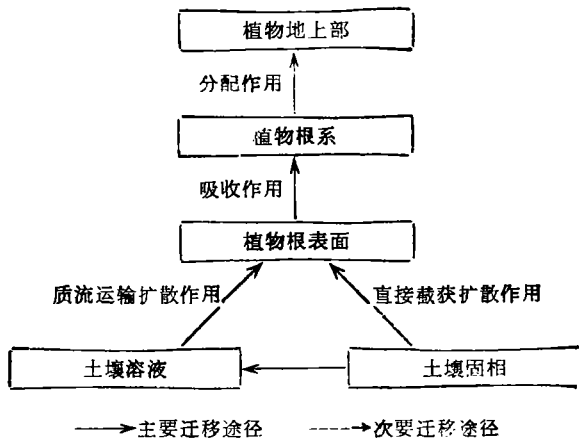 植物地上部
分配作用
植物根系
吸收作用
植物根表面
质流运输扩散作用 直接截获扩散作用
土壤溶液 土壤固相
主要迁移途径 次要迁移途径